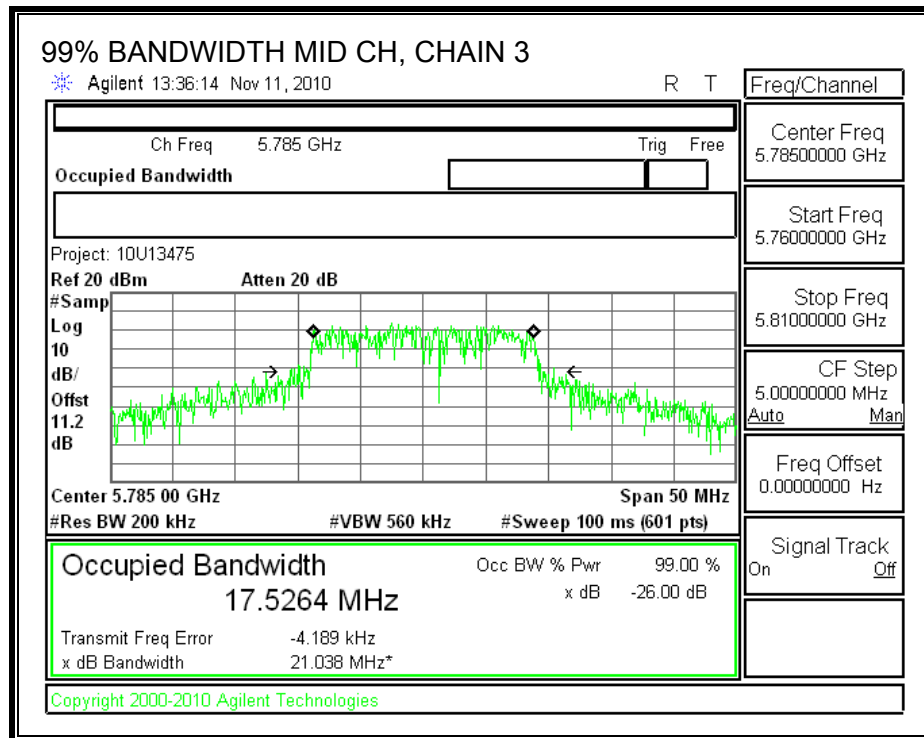 99% BANDWIDTH MID CH, CHAIN 3
Agilent 13:36:14 Nov 11, 2010 R T
Ch Freq 5.785 GHz Trig Free
Occupied Bandwidth
Project: 10U13475
Ref 20 dBm Atten 20 dB
#Samp
Log
10
dB/
Offst
11.2
dB
Center 5.785 00 GHz Span 50 MHz
#Res BW 200 kHz #VBW 560 kHz #Sweep 100 ms (601 pts)
Occupied Bandwidth Occ BW % Pwr 99.00 %
17.5264 MHz x dB -26.00 dB
Transmit Freq Error -4.189 kHz
x dB Bandwidth 21.038 MHz*
Copyright 2000-2010 Agilent Technologies
Freq/Channel
Center Freq
5.78500000 GHz
Start Freq
5.76000000 GHz
Stop Freq
5.81000000 GHz
CF Step
5.00000000 MHz
Auto Man
Freq Offset
0.00000000 Hz
Signal Track
On Off